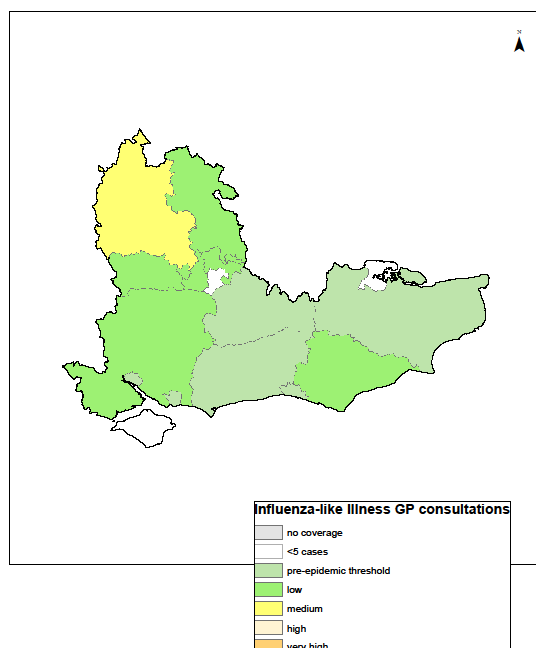 N
Influenza-like Illness GP consultations
no coverage
<5 cases
pre-epidemic threshold
low
medium
high
very high